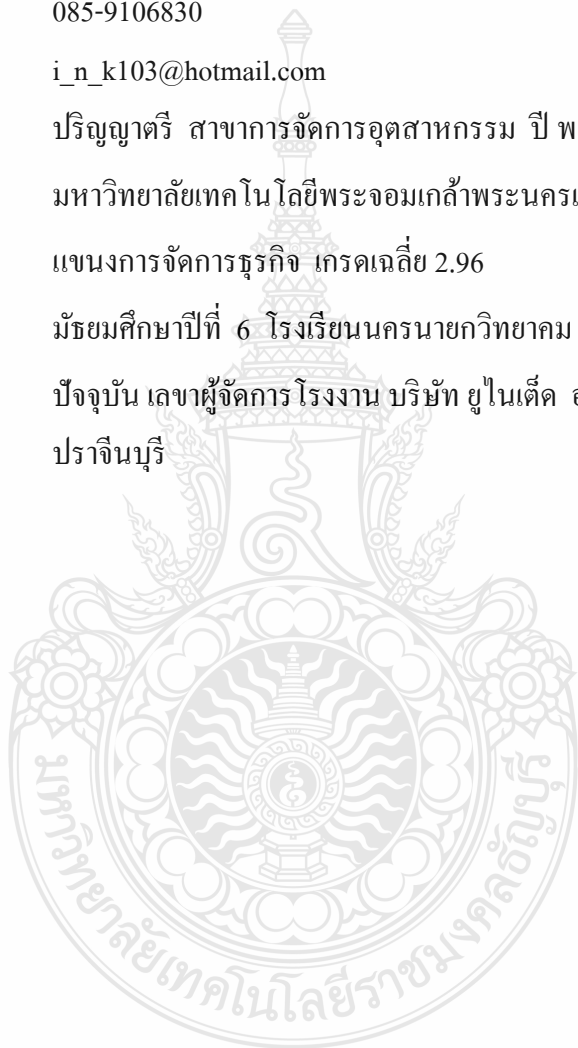 085-9106830
i_n_k103@hotmail.com
ปริญญาตรี สาขาการจัดการอุตสาหกรรม ปี พ
มหาวิทยาลัยเทคโนโลยีพระจอมเกล้าพระนครเ
แขนงการจัดการธุรกิจ เกรดเฉลี่ย 2.96
มัธยมศึกษาปีที่ 6 โรงเรียนนครนายกวิทยาคม
ปัจจุบัน เลขาผู้จัดการโรงงาน บริษัท ยูไนเต็ด
ปราจีนบุรี
มหาวิทยาลัยเทคโนโลยีราชมงคลธัญบุรี